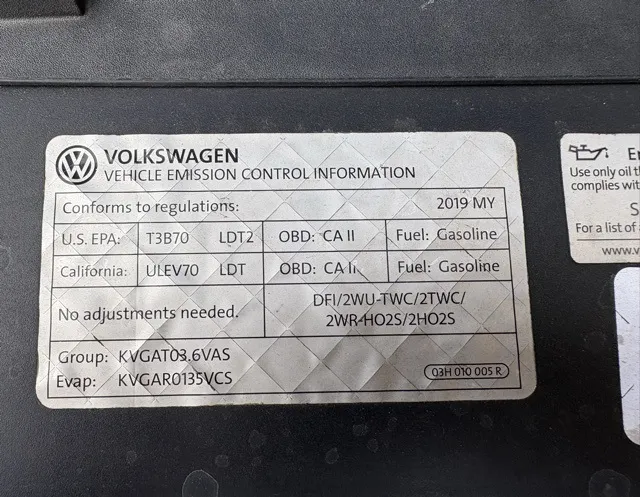 VOLKSWAGEN
VEHICLE EMISSION CONTROL INFORMATION
Conforms to regulations: 2019 MY
U.S. EPA: T3B70 LDT2 OBD: CA II Fuel: Gasoline
California: ULEV70 LDT OBD: CA II Fuel: Gasoline
No adjustments needed.
DFI/2WU-TWC/2TWC/
2WR-HO2S/2HO2S
Group: KVGAT03.6VAS
Evap: KVGAR0135VCS
03H 010 005 R
Use only oil
complies wit
For a list of
www.v